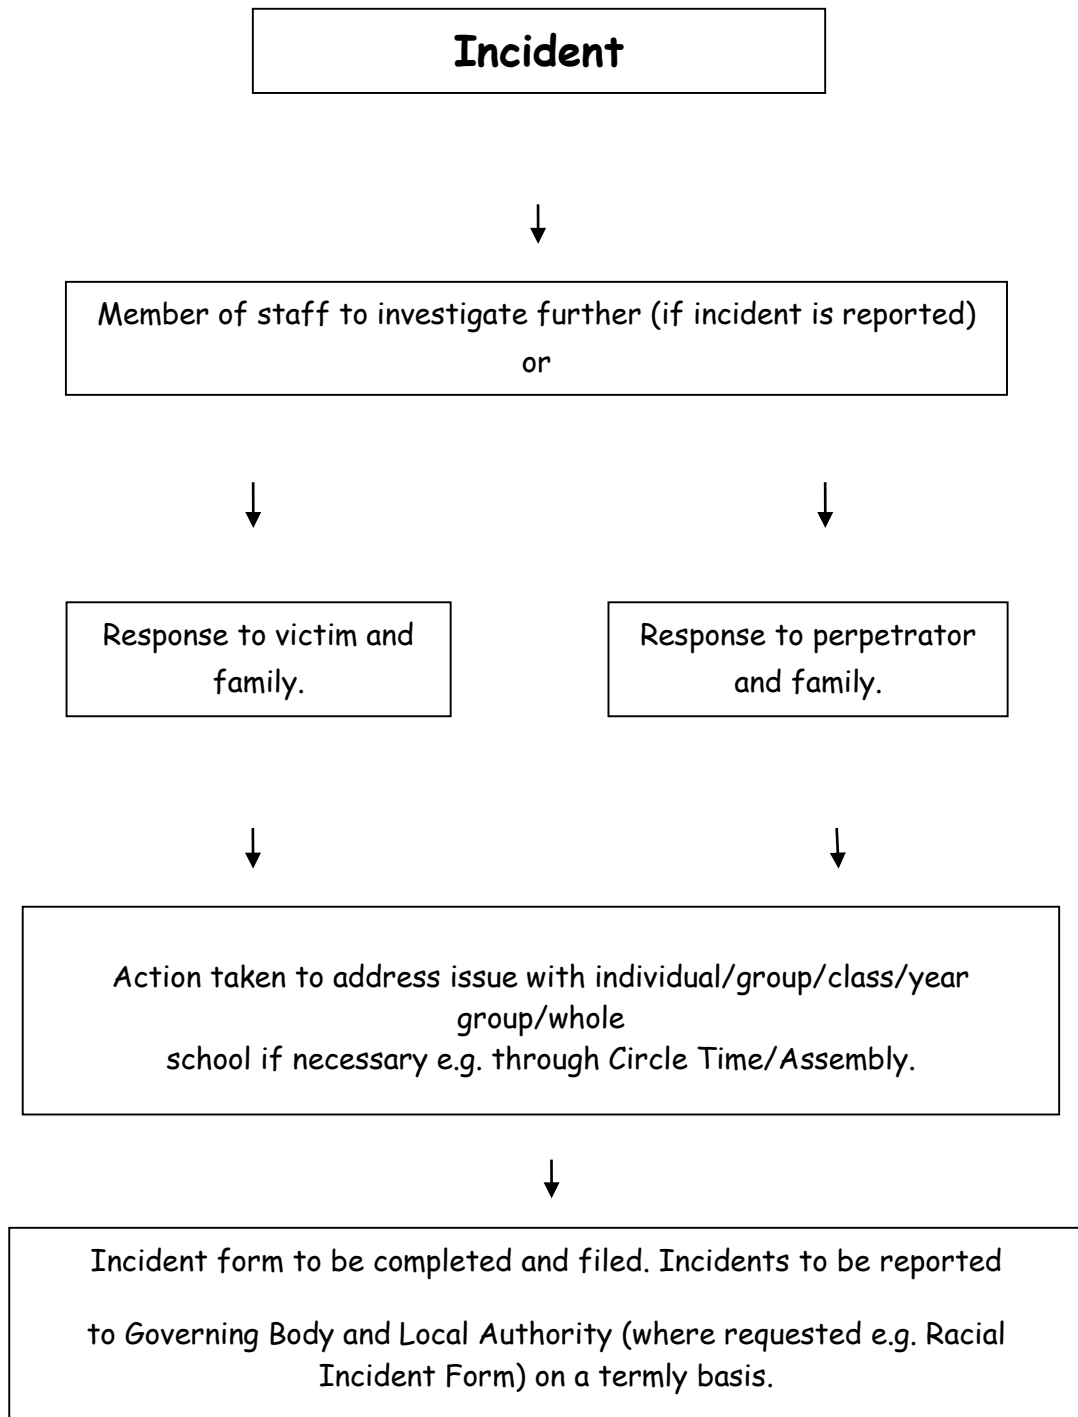 Incident
Member of staff to investigate further (if incident is reported)
or
Response to victim and
family.
Response to perpetrator
and family.
Action taken to address issue with individual/group/class/year
group/whole
school if necessary e.g. through Circle Time/Assembly.
Incident form to be completed and filed. Incidents to be reported
to Governing Body and Local Authority (where requested e.g. Racial
Incident Form) on a termly basis.